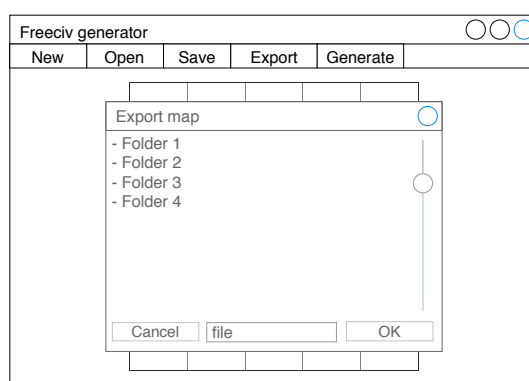 Freeciv generator
New Open Save Export Generate
Export map
- Folder 1
- Folder 2
- Folder 3
- Folder 4
Cancel file OK